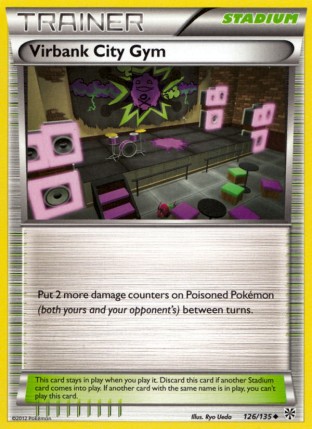 TRAINER STADIUM
Virbank City Gym
Put 2 more damage counters on Poisoned Pokémon
(both yours and your opponent's) between turns.
This card stays in play when you play it. Discard this card if another Stadium
card comes into play. If another card with the same name is in play, you can't
play this card.
©2012 Pokémon Illus. Ryo Ueda 126/135